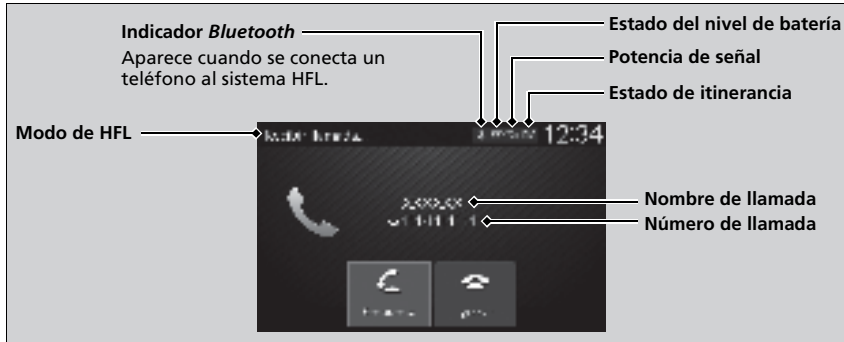 Indicador Bluetooth
Aparece cuando se conecta un
teléfono al sistema HFL.
Estado del nivel de batería
Potencia de señal
Estado de itinerancia
Modo de HFL
12:34
Nombre de llamada
Número de llamada